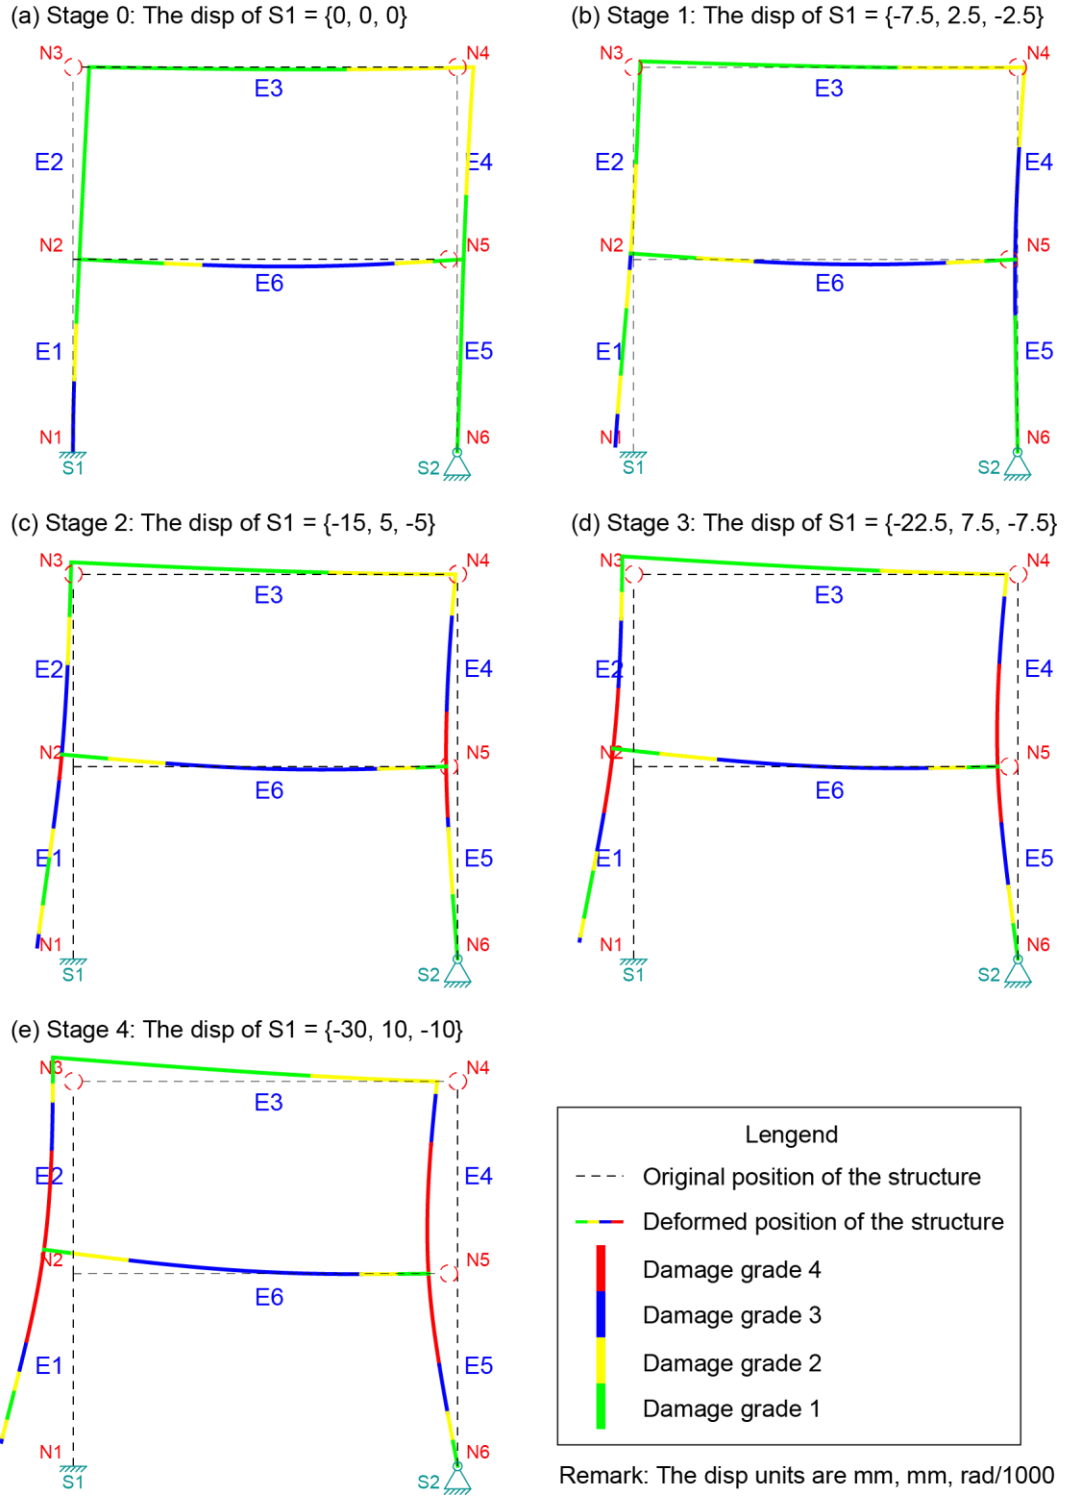 (a) Stage 0: The disp of S1 = {0, 0, 0}
N3
N4
E3
E2
E4
N2
N5
E6
E1
E5
N1
N6
S1
S2
(b) Stage 1: The disp of S1 = {-7.5, 2.5, -2.5}
N3
N4
E3
E2
E4
N2
N5
E6
E1
E5
N1
N6
S1
S2
(c) Stage 2: The disp of S1 = {-15, 5, -5}
N3
N4
E3
E2
E4
N2
N5
E6
E1
E5
N1
N6
S1
S2
(d) Stage 3: The disp of S1 = {-22.5, 7.5, -7.5}
N3
N4
E3
E2
E4
N2
N5
E6
E1
E5
N1
N6
S1
S2
(e) Stage 4: The disp of S1 = {-30, 10, -10}
N3
N4
E3
E2
E4
N2
N5
E6
E1
E5
N1
N6
S1
S2
Lengend
Original position of the structure
Deformed position of the structure
Damage grade 4
Damage grade 3
Damage grade 2
Damage grade 1
Remark: The disp units are mm, mm, rad/1000